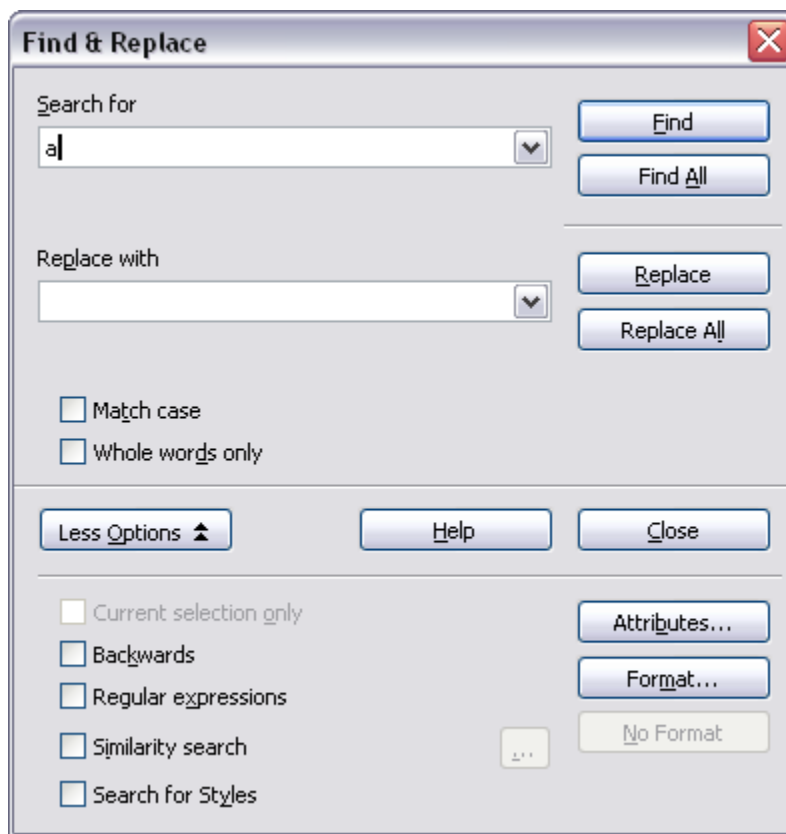 Find & Replace
Search for
a
Find
Find All
Replace with
Replace
Replace All
Match case
Whole words only
Less Options
Help
Close
Current selection only
Attributes...
Backwards
Regular expressions
Format...
Similarity search
...
No Format
Search for Styles